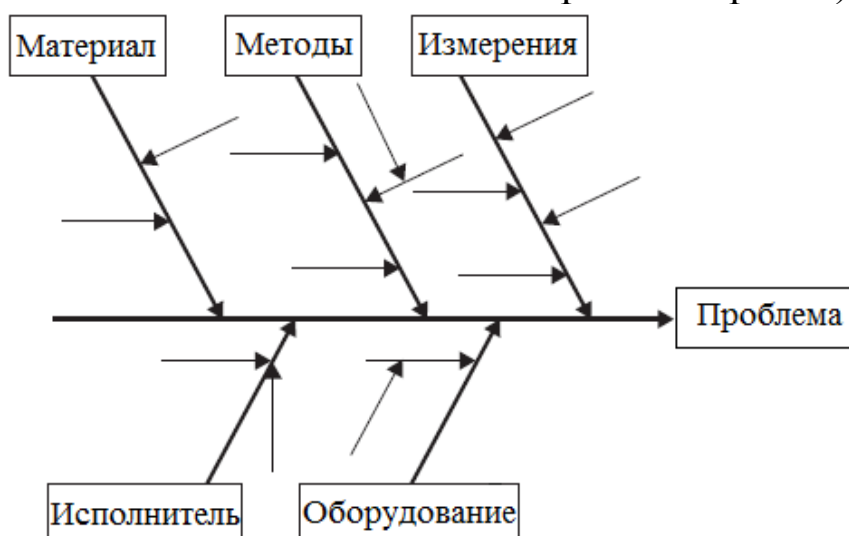 Материал Методы Измерения
Проблема
Исполнитель Оборудование